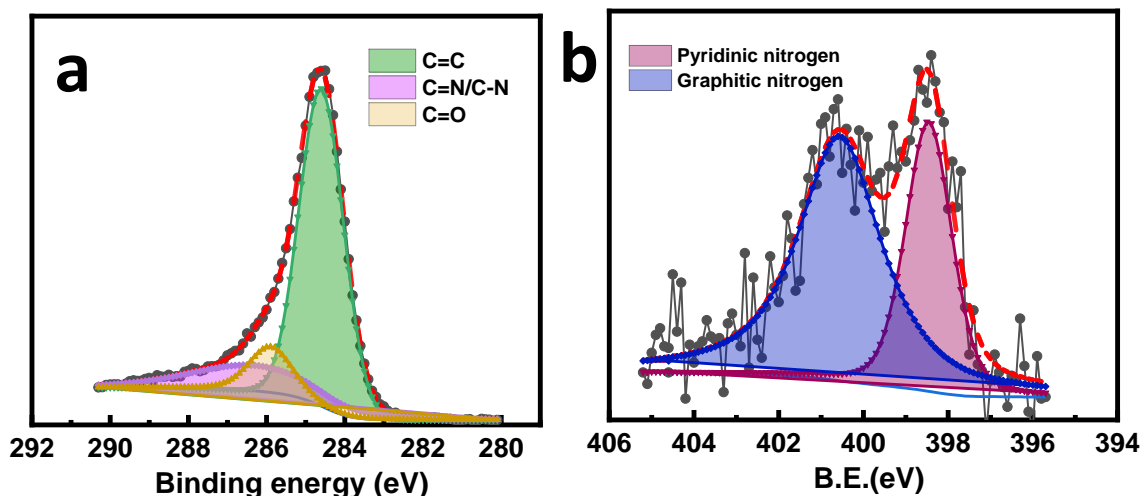 a
C=C
C=N/C-N
C=O
292 290 288 286 284 282 280
Binding energy (eV)
b
Pyridinic nitrogen
Graphitic nitrogen
406 404 402 400 398 396 394
B.E.(eV)